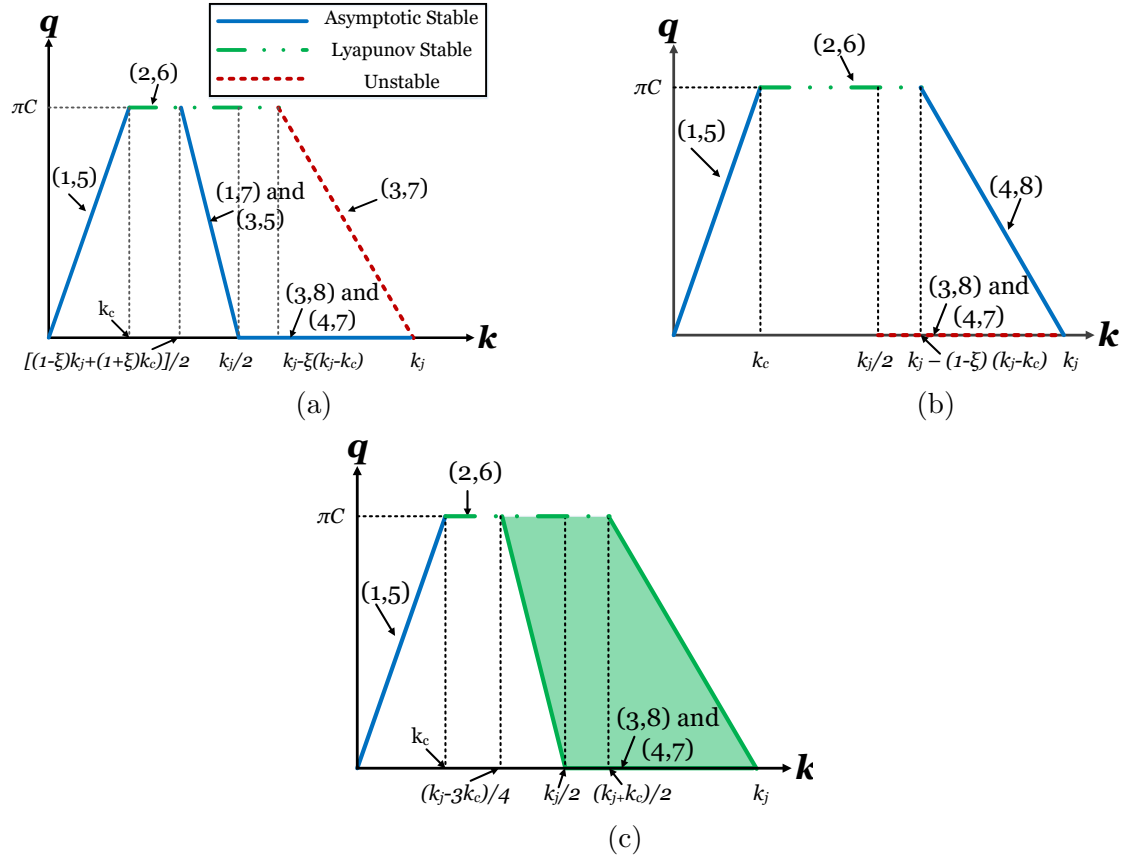 q
Asymptotic Stable
Lyapunov Stable
Unstable
(2,6)
πC
(1,5)
(1,7) and
(3,5)
(3,7)
(3,8) and
(4,7)
k_c
k
[(1-ξ)k_j+(1+ξ)k_c)]/2
k_j/2
k_j-ξ(k_j-k_c)
k_j
(a)
q
(2,6)
πC
(1,5)
(4,8)
(3,8) and
(4,7)
k
k_c
k_j/2
k_j – (1-ξ) (k_j-k_c)
k_j
(b)
q
(2,6)
πC
(1,5)
(3,8) and
(4,7)
k_c
k
(k_j-3k_c)/4
k_j/2
(k_j+k_c)/2
k_j
(c)